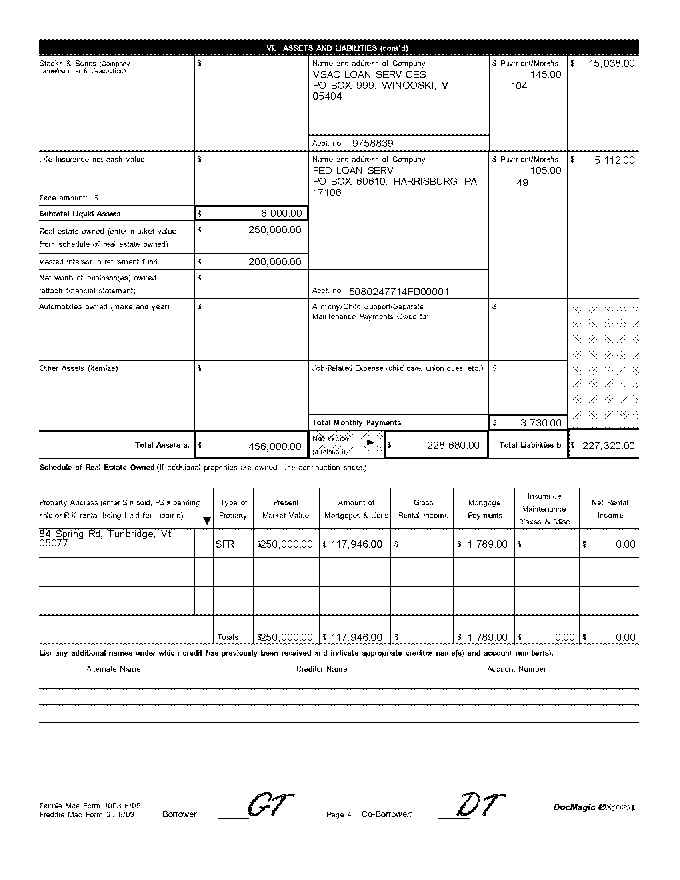 VI. ASSETS AND LIABILITIES (cont'd)
Stocks & Bonds (Company
$
Name and address of Company
$ Payment/Months
$ 15,038.00
VSAC LOAN SERVICES
145.00
PO BOX 999, WINOOSKI, V
104
05404
Acct. no. 9758839
Life insurance net cash value
$
Name and address of Company
$ Payment/Months
$ 5,112.00
FED LOAN SERV
105.00
PO BOX 60610, HARRISBURG, PA
49
17106
Face amount: $
Subtotal Liquid Assets
$ 6,000.00
Real estate owned (enter market value
$ 250,000.00
from schedule of real estate owned)
Vested interest in retirement fund
$ 200,000.00
Net worth of business(es) owned
$
(attach financial statement)
Acct. no. 5080247714FD00001
Automobiles owned (make and year)
$
Alimony/Child Support/Separate
$
Maintenance Payments Owed to:
Other Assets (itemize)
$
Job-Related Expense (child care, union dues, etc.)
$
Total Monthly Payments
$ 3,730.00
Total Assets a.
$ 456,000.00
Net Worth
$ 228,680.00
Total Liabilities b.
$ 227,320.00
Schedule of Real Estate Owned (If additional properties are owned, use continuation sheet.)
Property Address (enter S if sold, PS if pending
sale or R if rental being held for income)
Type of
Property
Present
Market Value
Amount of
Mortgages & Liens
Gross
Rental Income
Mortgage
Payments
Insurance
Maintenance
Taxes & Misc.
Net Rental
Income
84 Spring Rd, Tunbridge, Vt
05077
SFR
$250,000.00
$ 117,946.00
$
$ 1,789.00
$
$ 0.00
Totals
$250,000.00
$ 117,946.00
$
$ 1,789.00
$ 0.00
$ 0.00
List any additional names under which credit has previously been received and indicate appropriate creditor name(s) and account number(s):
Alternate Name
Creditor Name
Account Number
Fannie Mae Form 1003
Freddie Mac Form
Borrower GT
Page 4
Co-Borrower DT
DocMagic